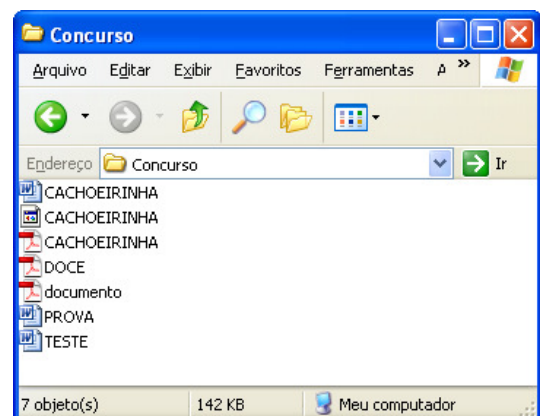 Concurso
Arquivo Editar Exibir Favoritos Ferramentas A »
Endereço Concurso Ir
CACHOEIRINHA
CACHOEIRINHA
CACHOEIRINHA
DOCE
documento
PROVA
TESTE
7 objeto(s) 142 KB Meu computador